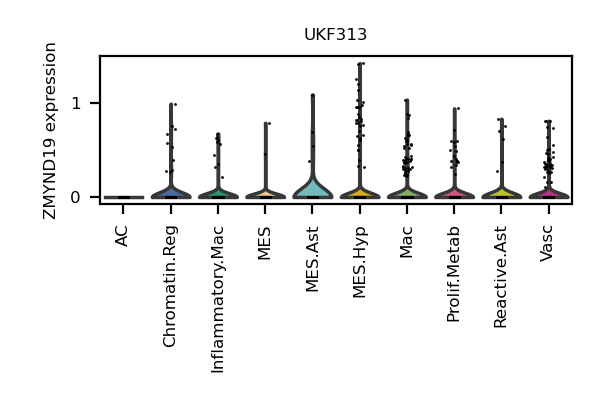 UKF313
ZMYND19 expression
1
0
AC
Chromatin.Reg
Inflammatory.Mac
MES
MES.Ast
MES.Hyp
Mac
Prolif.Metab
Reactive.Ast
Vasc